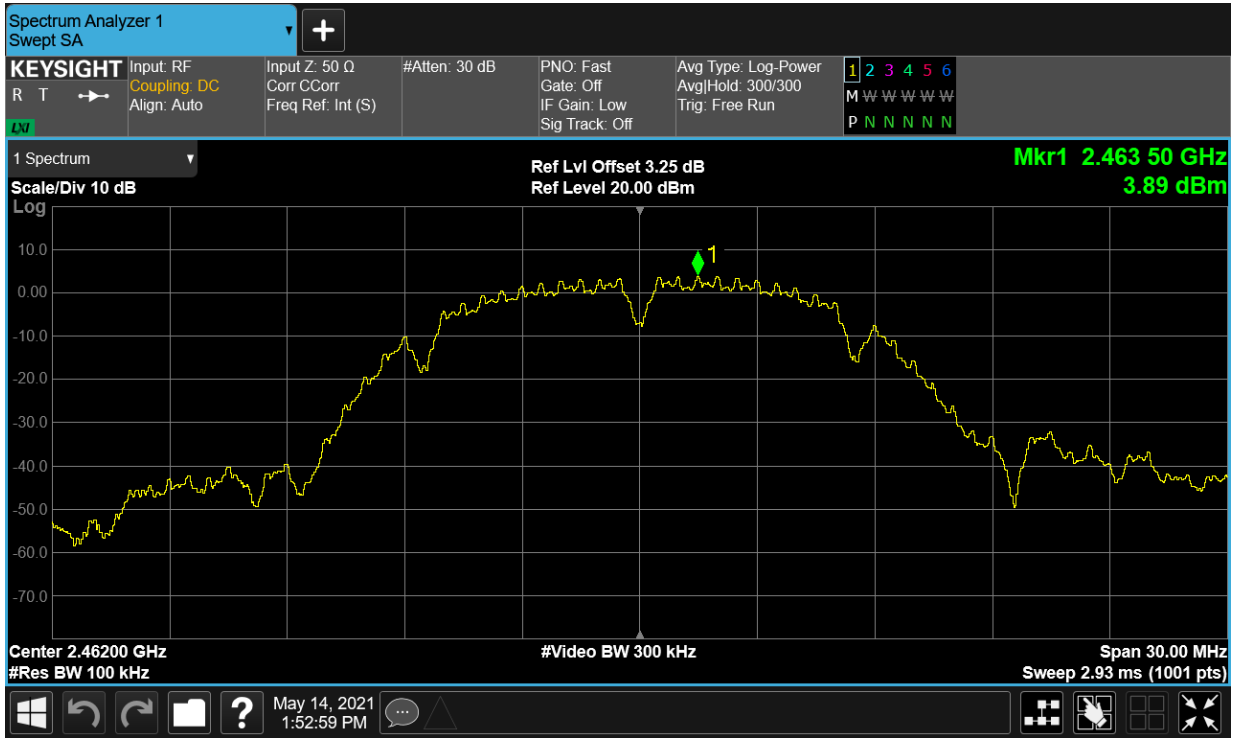 Spectrum Analyzer 1
Swept SA
KEYSIGHT
R T
LXI
Input: RF
Coupling: DC
Align: Auto
Input Z: 50 Ω
Corr CCorr
Freq Ref: Int (S)
#Atten: 30 dB
PNO: Fast
Gate: Off
IF Gain: Low
Sig Track: Off
Avg Type: Log-Power
Avg|Hold: 300/300
Trig: Free Run
1 2 3 4 5 6
M W W W W W
P N N N N N
1 Spectrum
Scale/Div 10 dB
Log
Ref Lvl Offset 3.25 dB
Ref Level 20.00 dBm
Mkr1 2.463 50 GHz
3.89 dBm
1
10.0
0.00
-10.0
-20.0
-30.0
-40.0
-50.0
-60.0
-70.0
Center 2.46200 GHz
#Res BW 100 kHz
#Video BW 300 kHz
Span 30.00 MHz
Sweep 2.93 ms (1001 pts)
?
May 14, 2021
1:52:59 PM